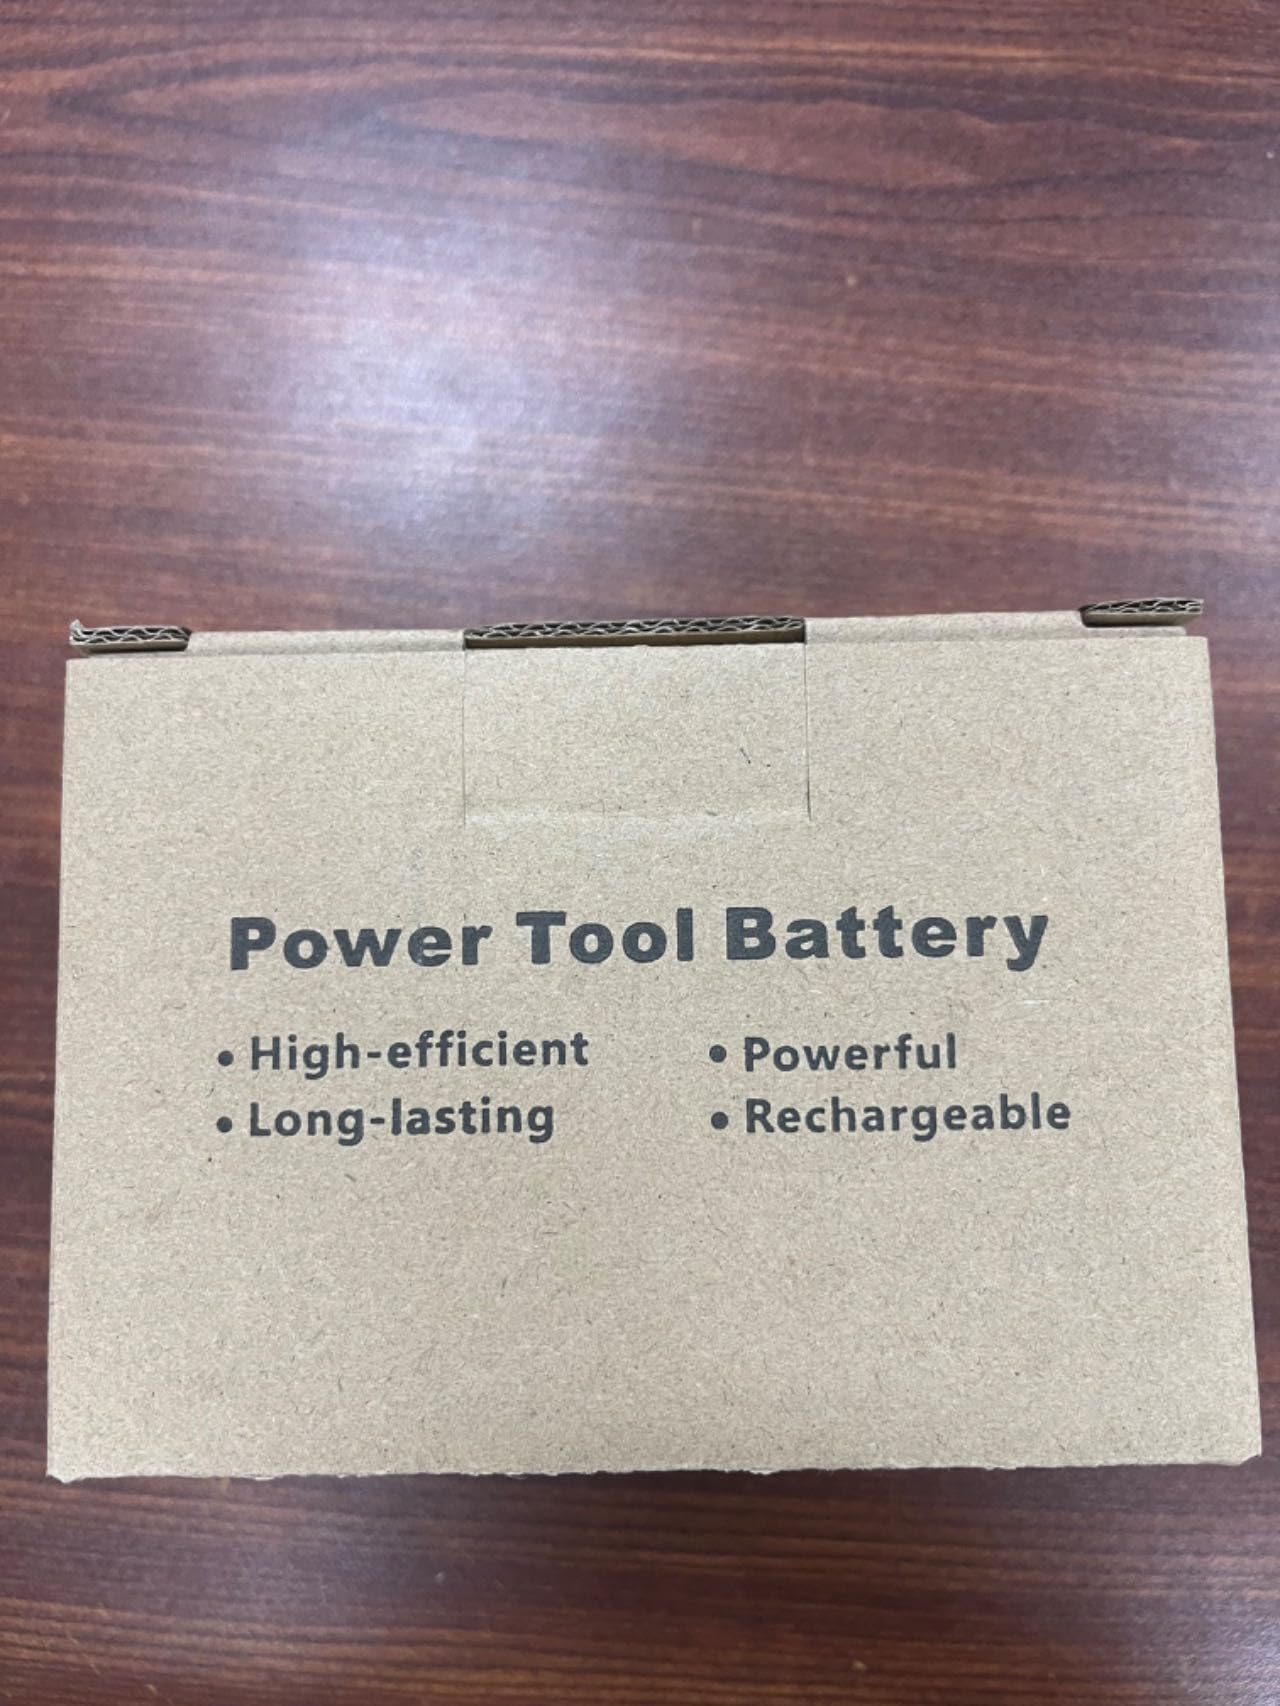 Power Tool Battery
• High-efficient • Powerful
• Long-lasting • Rechargeable